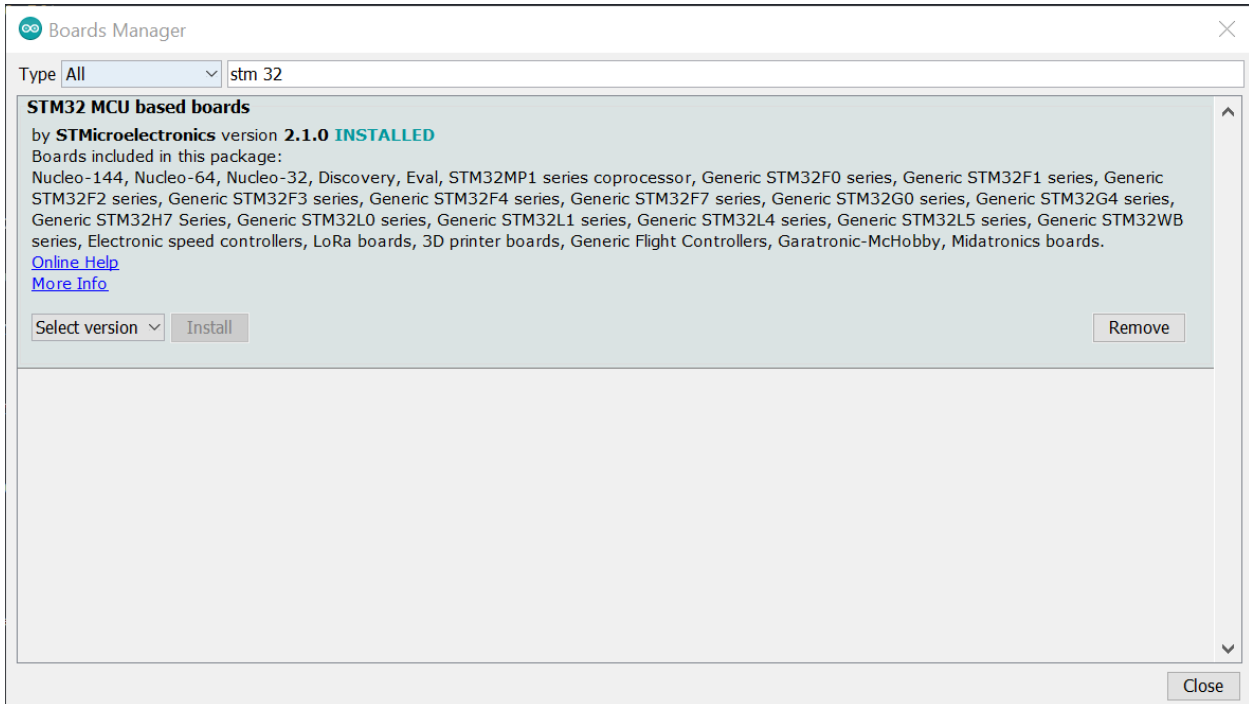 Boards Manager
Type All stm 32
STM32 MCU based boards
by STMicroelectronics version 2.1.0 INSTALLED
Boards included in this package:
Nucleo-144, Nucleo-64, Nucleo-32, Discovery, Eval, STM32MP1 series coprocessor, Generic STM32F0 series, Generic STM32F1 series, Generic
STM32F2 series, Generic STM32F3 series, Generic STM32F4 series, Generic STM32F7 series, Generic STM32G0 series, Generic STM32G4 series,
Generic STM32H7 Series, Generic STM32L0 series, Generic STM32L1 series, Generic STM32L4 series, Generic STM32L5 series, Generic STM32WB
series, Electronic speed controllers, LoRa boards, 3D printer boards, Generic Flight Controllers, Garatronic-McHobby, Midatronics boards.
Online Help
More Info
Select version Install Remove
Close